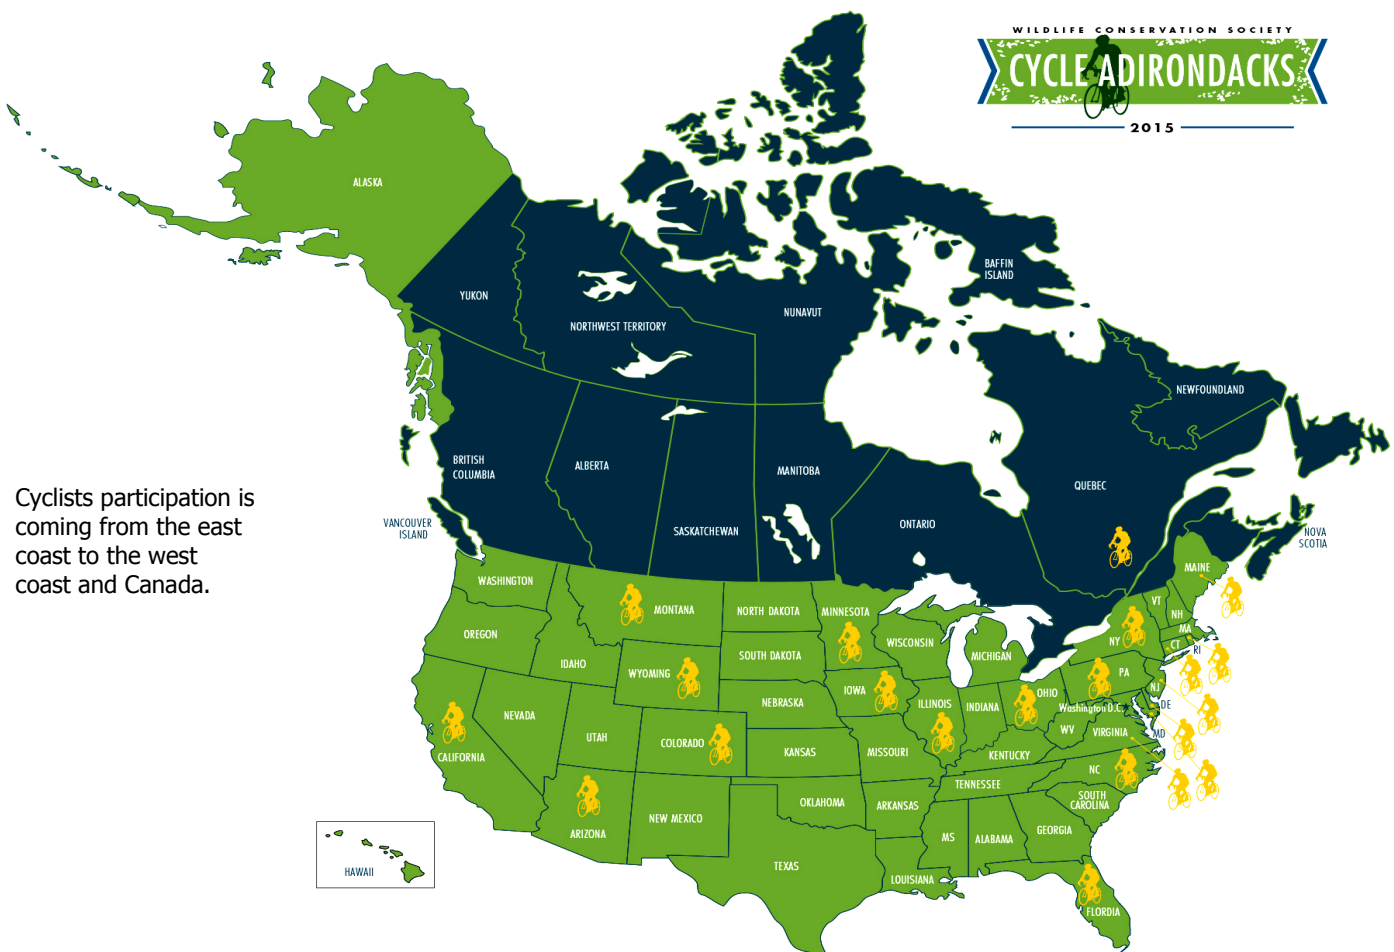 WILDLIFE CONSERVATION SOCIETY
CYCLE ADIRONDACKS
2015
ALASKA
YUKON
NORTHWEST TERRITORY
NUNAVUT
BAFFIN
ISLAND
NEWFOUNDLAND
BRITISH
COLUMBIA
ALBERTA
SASKATCHEWAN
MANITOBA
ONTARIO
QUEBEC
VANCOUVER
ISLAND
NOVA
SCOTIA
Cyclists participation is
coming from the east
coast to the west
coast and Canada.
WASHINGTON
OREGON
IDAHO
MONTANA
NORTH DAKOTA
MINNESOTA
WISCONSIN
MICHIGAN
MAINE
VT
NH
MA
NY
CT
RI
SOUTH DAKOTA
WYOMING
IOWA
NEBRASKA
ILLINOIS
INDIANA
OHIO
PA
NJ
Washington D.C.
DE
MD
WV
VIRGINIA
NEVADA
UTAH
COLORADO
KANSAS
MISSOURI
KENTUCKY
CALIFORNIA
ARIZONA
NEW MEXICO
OKLAHOMA
ARKANSAS
TENNESSEE
NC
SOUTH
CAROLINA
TEXAS
LOUISIANA
MS
ALABAMA
GEORGIA
FLORDIA
HAWAII